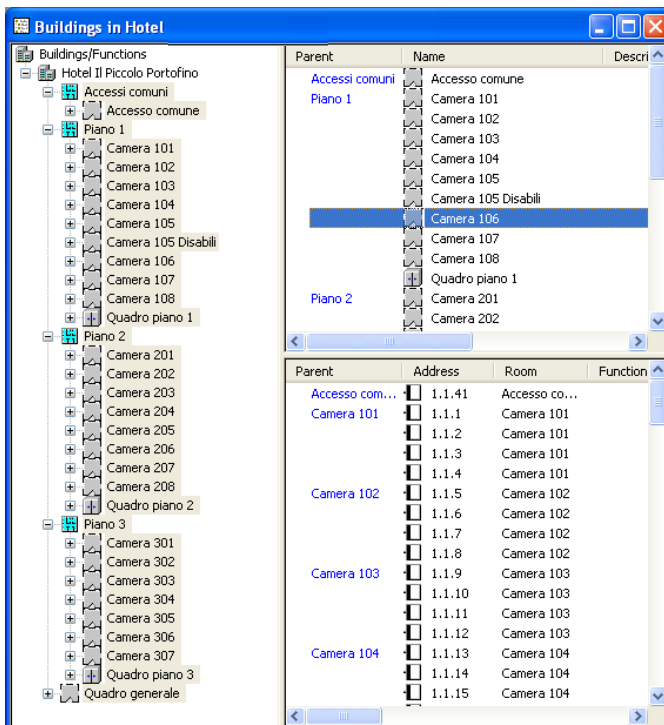 Buildings in Hotel
Buildings/Functions
Hotel Il Piccolo Portofino
Accessi comuni
Accesso comune
Piano 1
Camera 101
Camera 102
Camera 103
Camera 104
Camera 105
Camera 105 Disabili
Camera 106
Camera 107
Camera 108
Quadro piano 1
Piano 2
Camera 201
Camera 202
Camera 203
Camera 204
Camera 205
Camera 206
Camera 207
Camera 208
Quadro piano 2
Piano 3
Camera 301
Camera 302
Camera 303
Camera 304
Camera 305
Camera 306
Camera 307
Quadro piano 3
Quadro generale
Parent Name Descri
Accessi comuni Accesso comune
Piano 1 Camera 101
Camera 102
Camera 103
Camera 104
Camera 105
Camera 105 Disabili
Camera 106
Camera 107
Camera 108
Quadro piano 1
Piano 2 Camera 201
Camera 202
Parent Address Room Function
Accesso com... 1.1.41 Accesso co...
Camera 101 1.1.1 Camera 101
1.1.2 Camera 101
1.1.3 Camera 101
1.1.4 Camera 101
Camera 102 1.1.5 Camera 102
1.1.6 Camera 102
1.1.7 Camera 102
1.1.8 Camera 102
Camera 103 1.1.9 Camera 103
1.1.10 Camera 103
1.1.11 Camera 103
1.1.12 Camera 103
Camera 104 1.1.13 Camera 104
1.1.14 Camera 104
1.1.15 Camera 104